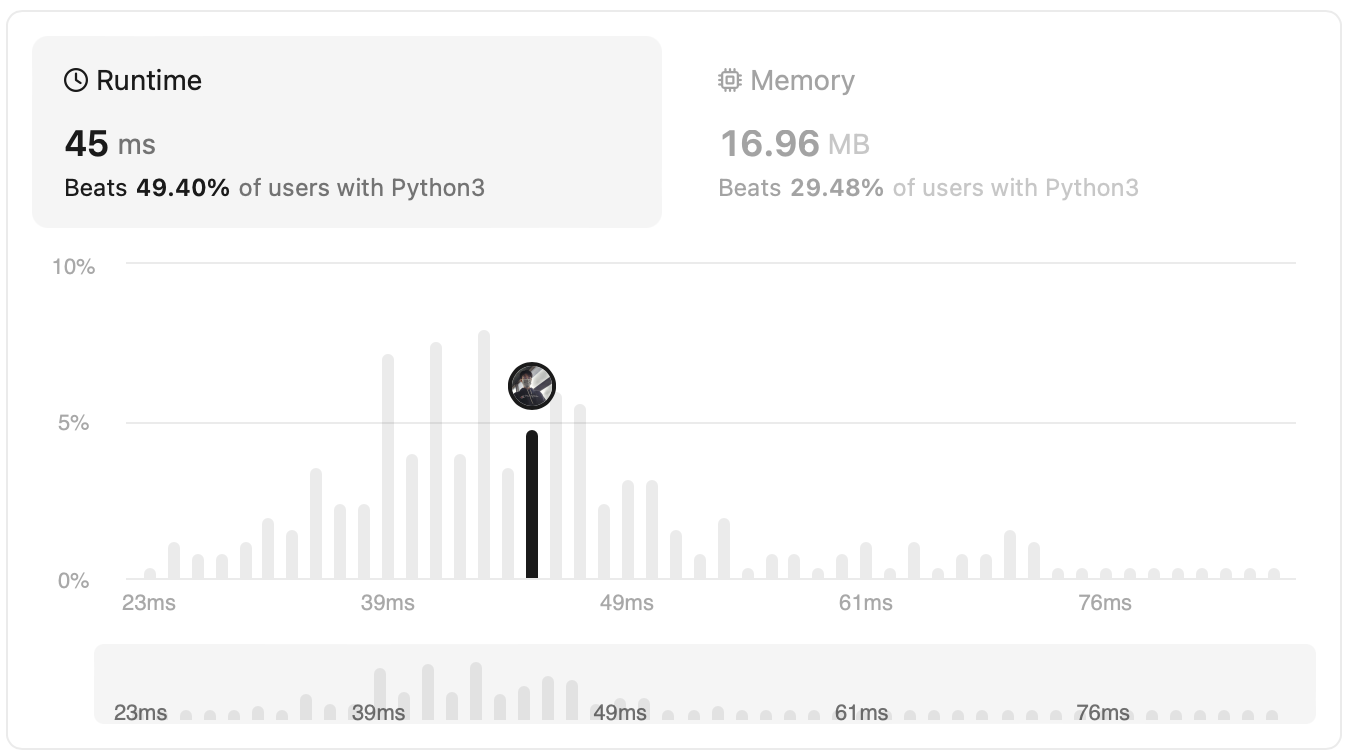 Runtime
45 ms
Beats 49.40% of users with Python3
Memory
16.96 MB
Beats 29.48% of users with Python3
10%
5%
0%
23ms 39ms 49ms 61ms 76ms
23ms 39ms 49ms 61ms 76ms